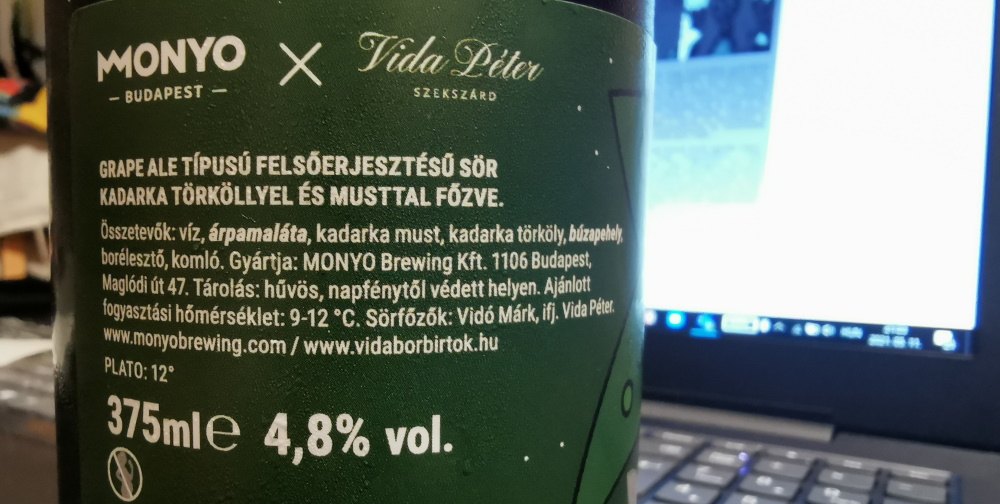 MONYO
— BUDAPEST —
Vida Péter
SZEKSZÁRD
GRAPE ALE TÍPUSÚ FELSŐERJESZTÉSŰ SÖR
KADARKA TÖRKÖLLYEL ÉS MUSTTAL FŐZVE.
Összetevők: víz, árpamaláta, kadarka must, kadarka törköly, búzapehely,
borélesztő, komló. Gyártja: MONYO Brewing Kft. 1106 Budapest,
Maglódi út 47. Tárolás: hűvös, napfénytől védett helyen. Ajánlott
fogyasztási hőmérséklet: 9-12 °C. Sörfőzők: Vidó Márk, ifj. Vida Péter.
www.monyobrewing.com / www.vidaborbirtok.hu
PLATO: 12°
375ml℮ 4,8% vol.